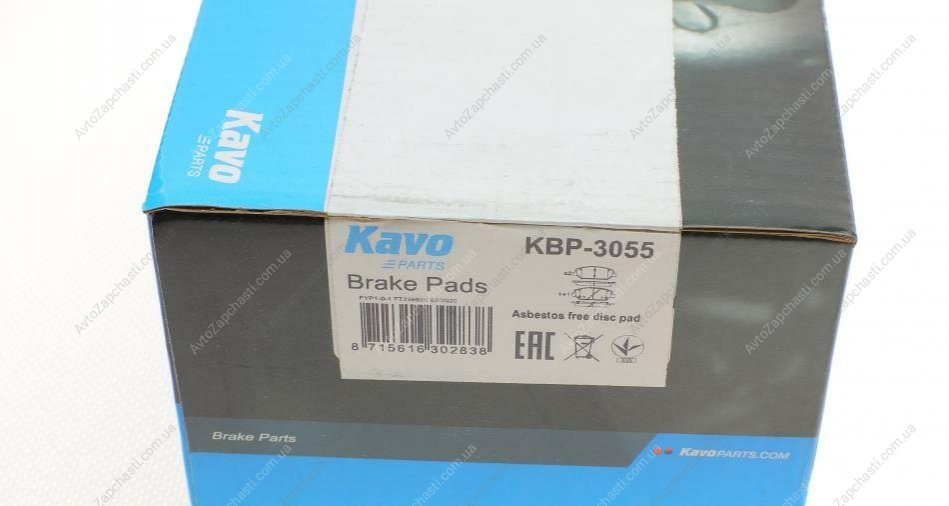 Kavo
PARTS
Kavo
PARTS
KBP-3055
Brake Pads
Asbestos free disc pad
8 715616 302838
EAC
Brake Parts
KavoPARTS.COM
AvtoZapchasti.com.ua